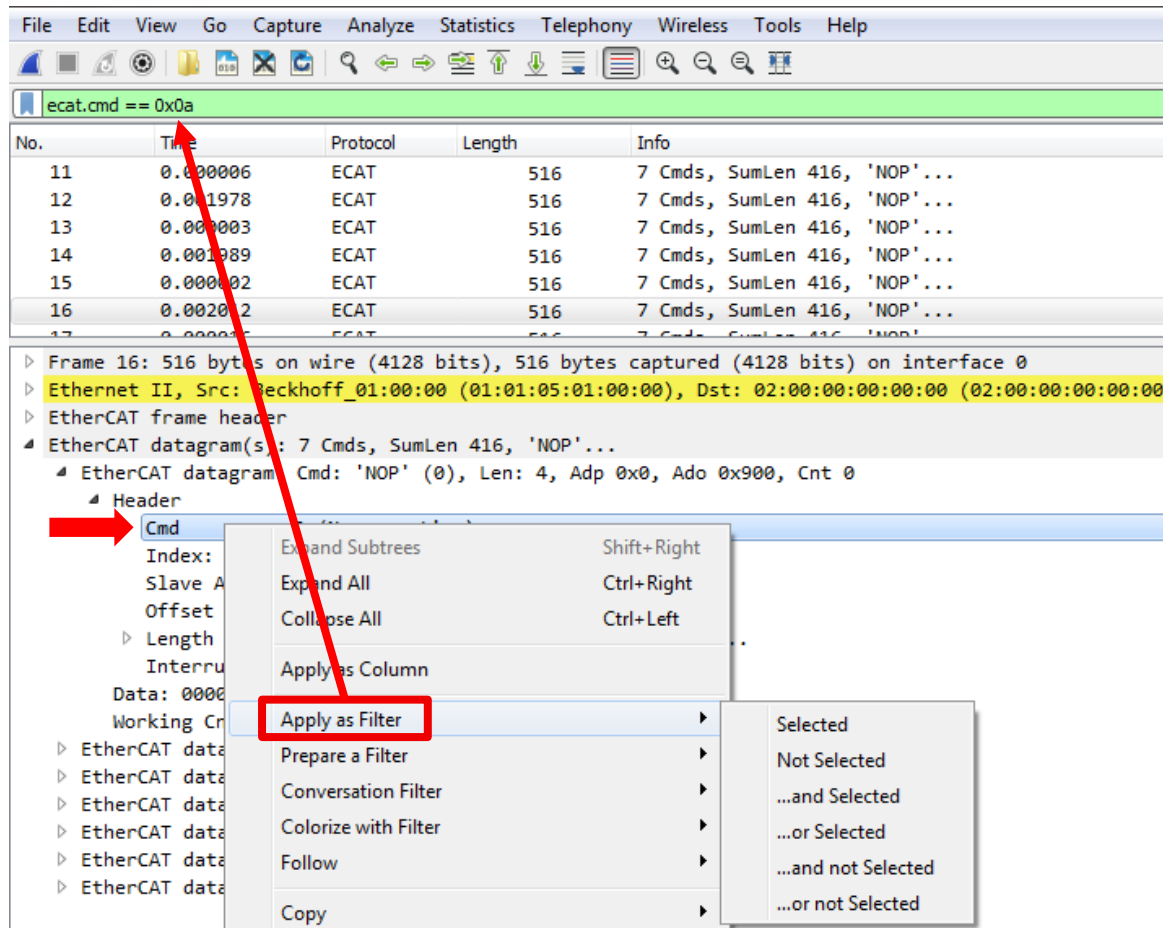 File Edit View Go Capture Analyze Statistics Telephony Wireless Tools Help
ecat.cmd == 0x0a
No. Time Protocol Length Info
11 0.000006 ECAT 516 7 Cmds, SumLen 416, 'NOP'...
12 0.001978 ECAT 516 7 Cmds, SumLen 416, 'NOP'...
13 0.000003 ECAT 516 7 Cmds, SumLen 416, 'NOP'...
14 0.001989 ECAT 516 7 Cmds, SumLen 416, 'NOP'...
15 0.000002 ECAT 516 7 Cmds, SumLen 416, 'NOP'...
16 0.002012 ECAT 516 7 Cmds, SumLen 416, 'NOP'...
Frame 16: 516 bytes on wire (4128 bits), 516 bytes captured (4128 bits) on interface 0
Ethernet II, Src: Beckhoff_01:00:00 (01:01:05:01:00:00), Dst: 02:00:00:00:00:00 (02:00:00:00:00:00
EtherCAT frame header
EtherCAT datagram(s): 7 Cmds, SumLen 416, 'NOP'...
EtherCAT datagram Cmd: 'NOP' (0), Len: 4, Adp 0x0, Ado 0x900, Cnt 0
Header
Cmd
Index:
Slave A
Offset
Length ..
Interru
Data: 0000
Working Cn
EtherCAT data
EtherCAT data
EtherCAT data
EtherCAT data
EtherCAT data
EtherCAT data
Expand Subtrees Shift+Right
Expand All Ctrl+Right
Collapse All Ctrl+Left
Apply as Column
Apply as Filter
Prepare a Filter
Conversation Filter
Colorize with Filter
Follow
Copy
Selected
Not Selected
...and Selected
...or Selected
...and not Selected
...or not Selected